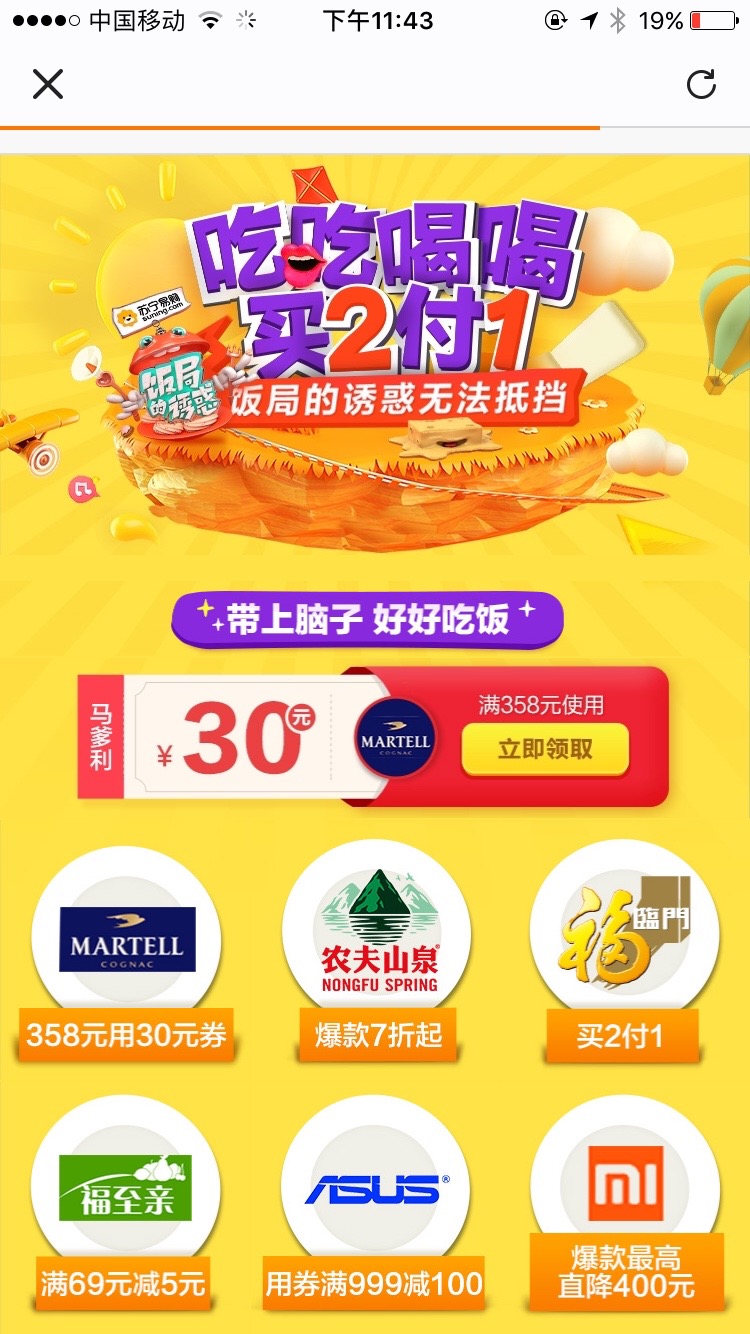 中国移动
下午11:43
19%
吃吃喝喝
买2付1
苏宁易购
suning.com
饭局的诱惑
饭局的诱惑无法抵挡
带上脑子 好好吃饭
马爹利
¥30元
MARTELL
COGNAC
满358元使用
立即领取
MARTELL
COGNAC
358元用30元券
农夫山泉®
NONGFU SPRING
爆款7折起
福臨門
买2付1
福至亲
满69元减5元
ASUS®
用券满999减100
mi
爆款最高
直降400元